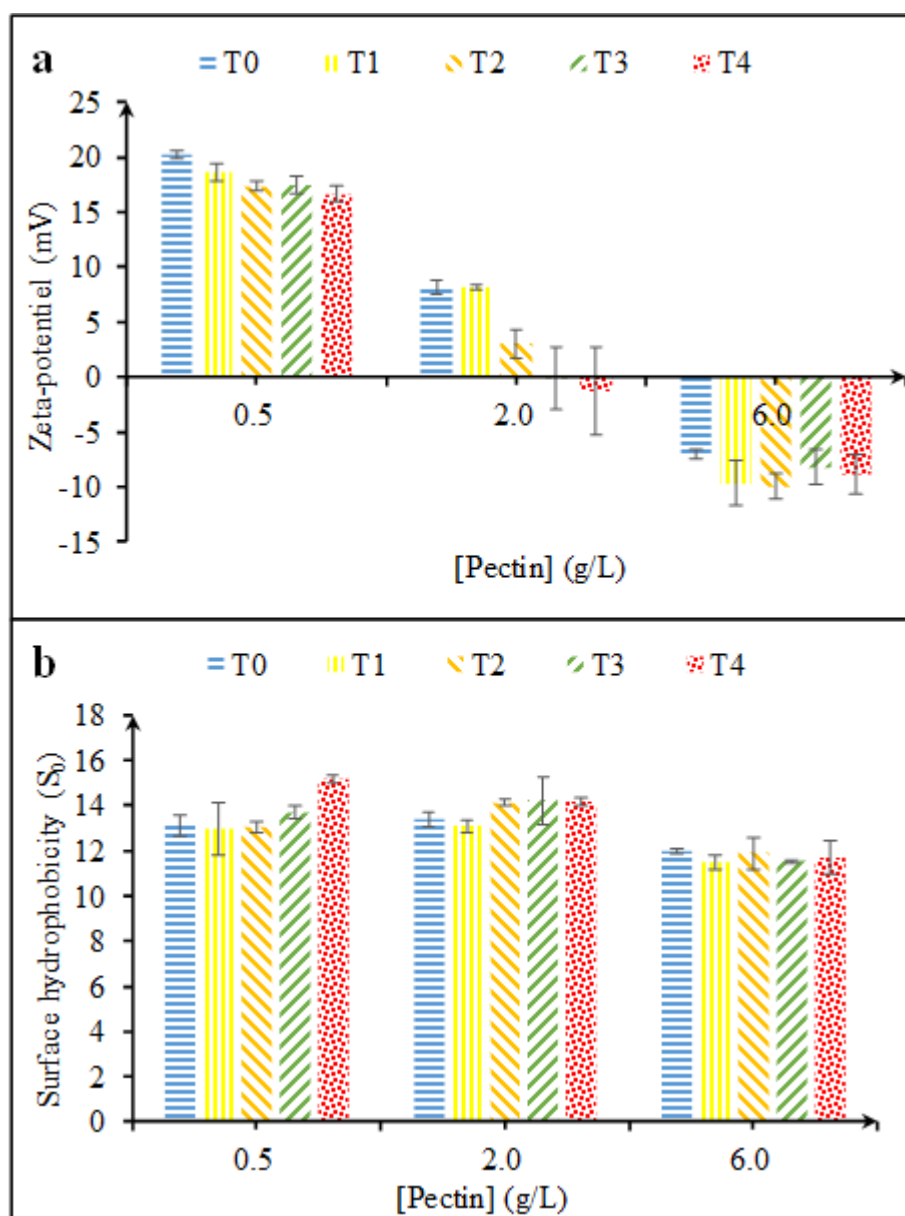 a
T0 T1 T2 T3 T4
25
20
15
10
5
0
-5
-10
-15
Zeta-potentiel (mV)
0.5 2.0 6.0
[Pectin] (g/L)
b
T0 T1 T2 T3 T4
18
16
14
12
10
8
6
4
2
0
Surface hydrophobicity (S0)
0.5 2.0 6.0
[Pectin] (g/L)